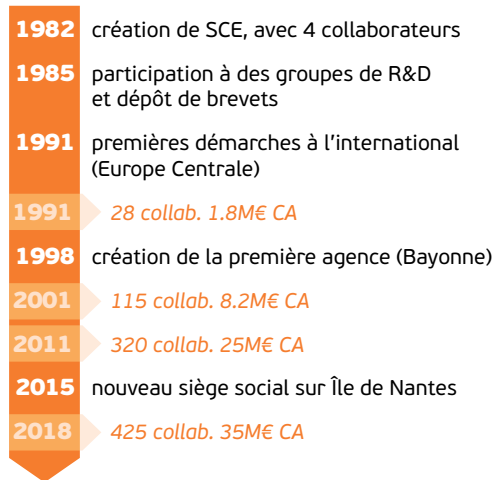 1982 création de SCE, avec 4 collaborateurs
1985 participation à des groupes de R&D
et dépôt de brevets
1991 premières démarches à l'international
(Europe Centrale)
1991 28 collab. 1.8M€ CA
1998 création de la première agence (Bayonne)
2001 115 collab. 8.2M€ CA
2011 320 collab. 25M€ CA
2015 nouveau siège social sur Île de Nantes
2018 425 collab. 35M€ CA